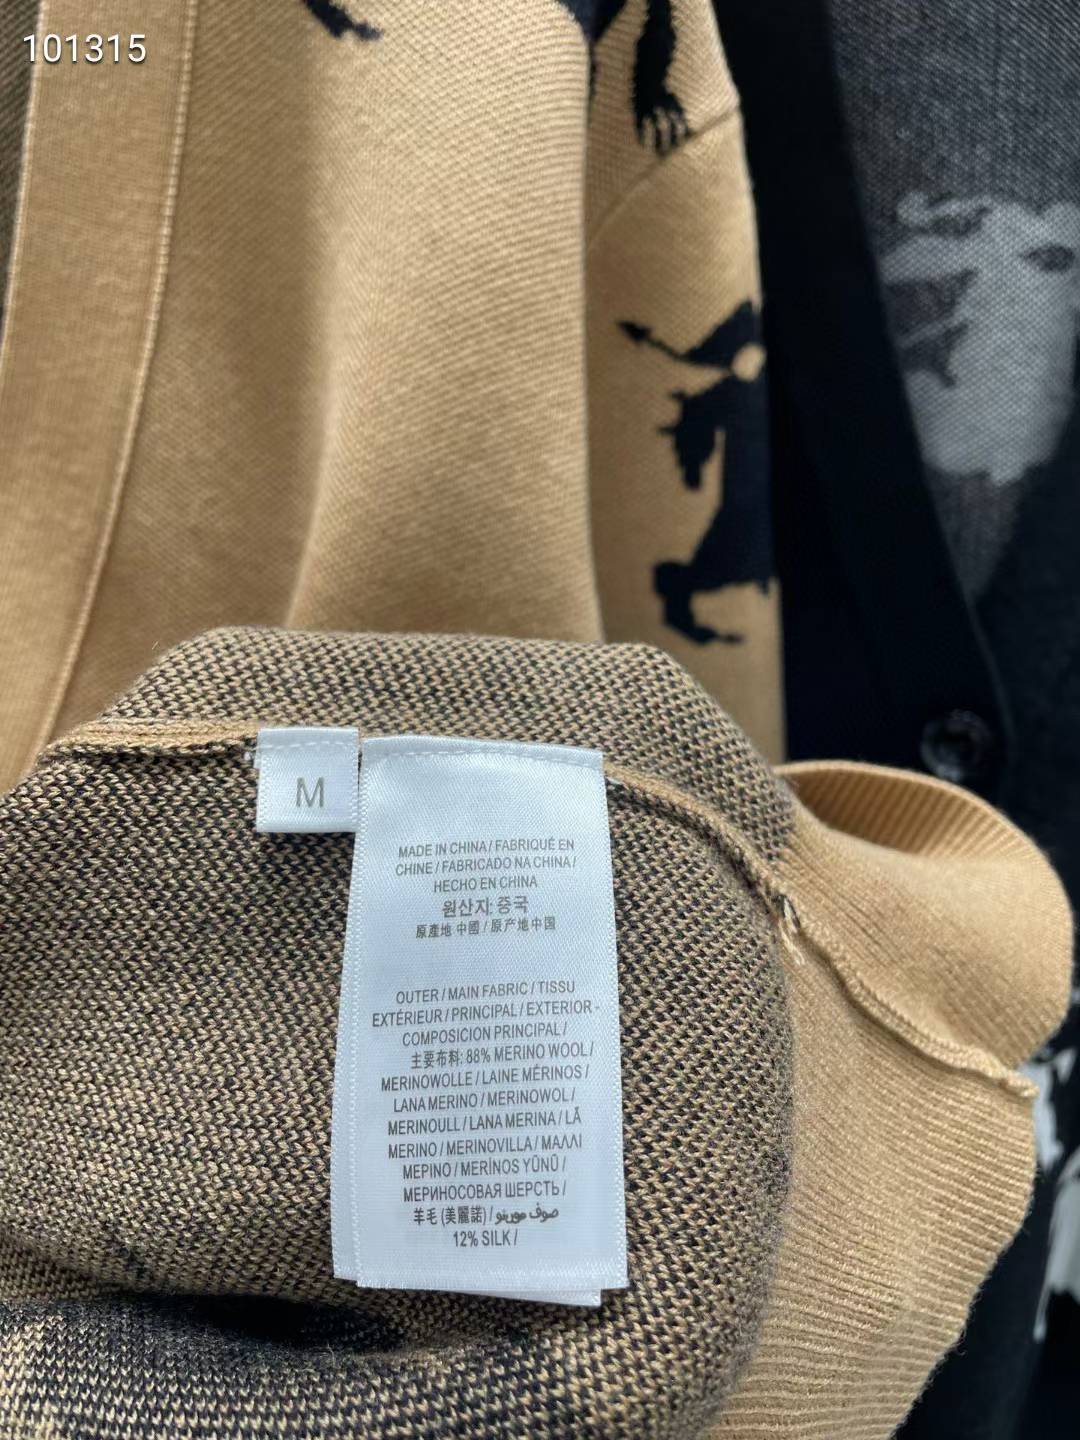 101315
M
MADE IN CHINA / FABRIQUÉ EN
CHINE / FABRICADO NA CHINA /
HECHO EN CHINA
원산지: 중국
原產地 中國 / 原产地 中国
OUTER / MAIN FABRIC / TISSU
EXTÉRIEUR / PRINCIPAL / EXTERIOR -
COMPOSICION PRINCIPAL /
主要布料: 88% MERINO WOOL /
MERINOWOLLE / LAINE MÉRINOS /
LANA MERINO / MERINOWOL /
MERINOULL / LANA MERINA / LÃ
MERINO / MERINOVILLA / ΜΑΛΛΙ
ΜΕΡΙΝΟ / MERİNOS YÜNÜ /
МЕРИНОСОВАЯ ШЕРСТЬ /
羊毛 (美麗諾) / صوف مورينو
12% SILK /